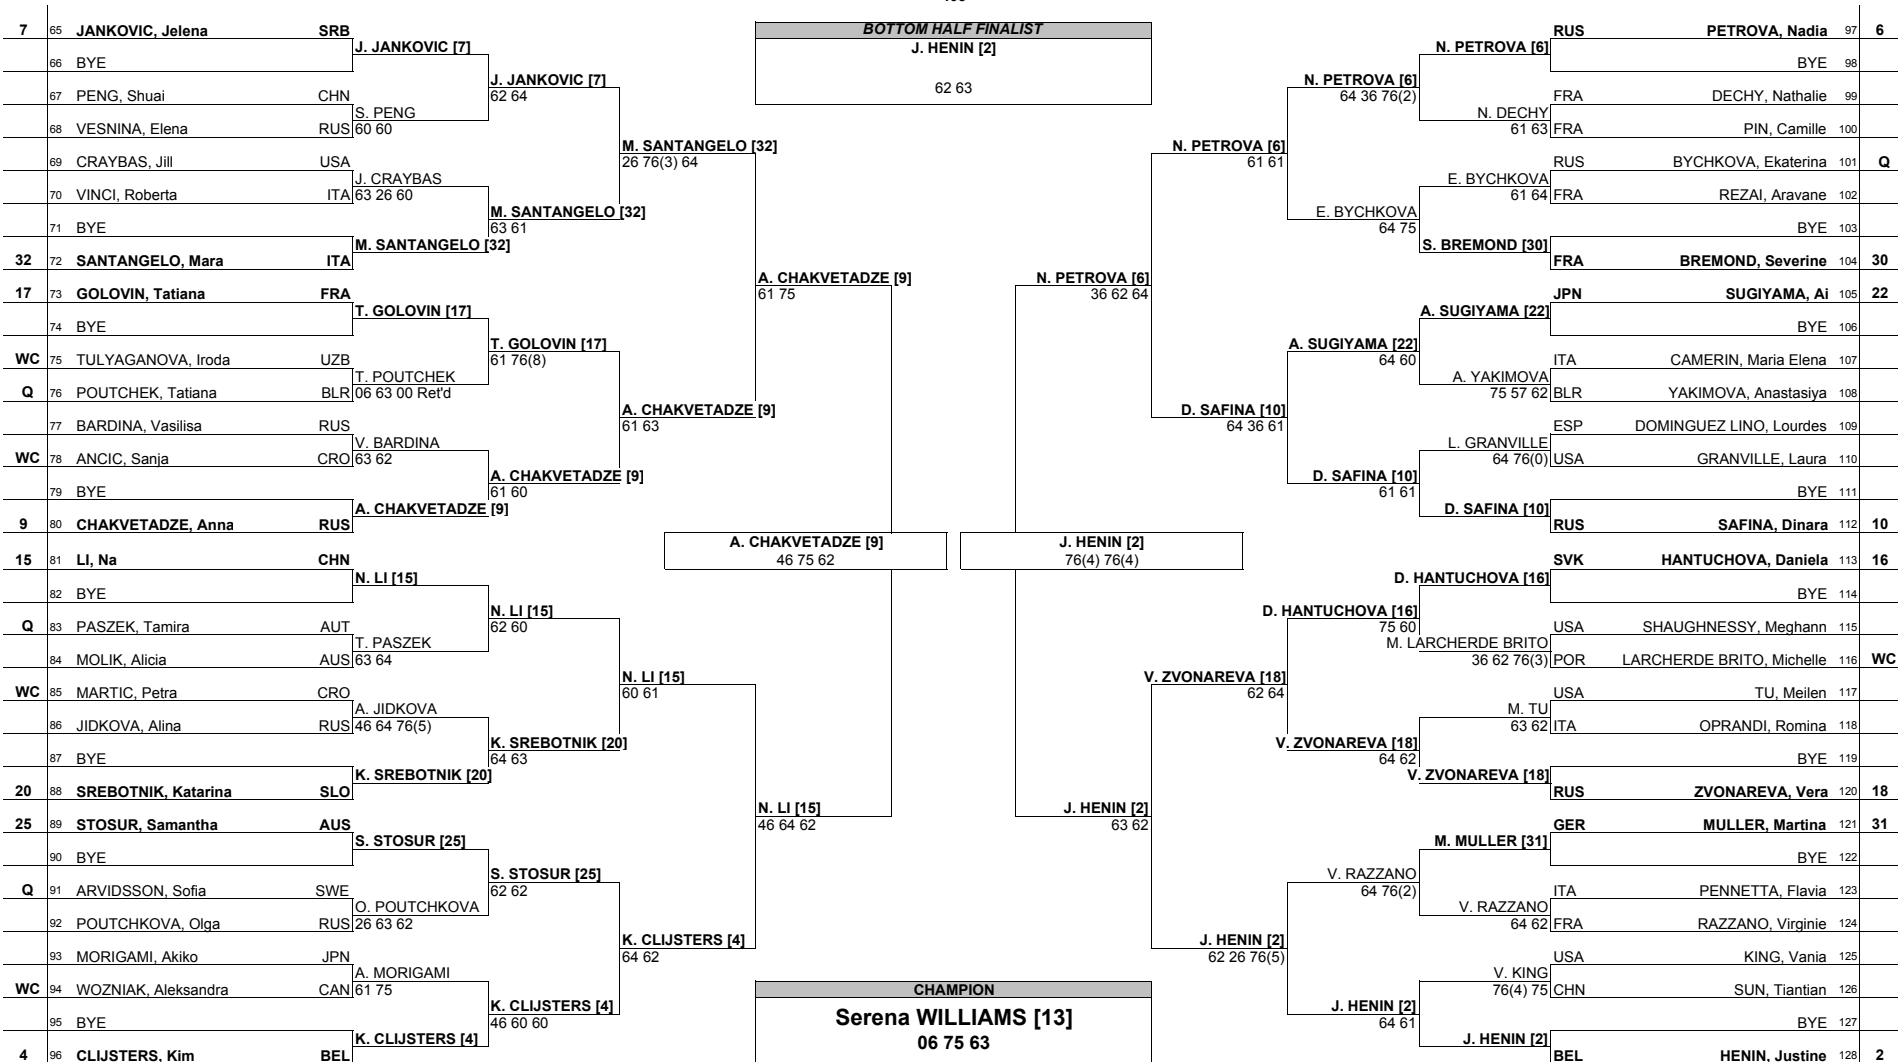 7 65 JANKOVIC, Jelena SRB
J. JANKOVIC [7]
66 BYE
J. JANKOVIC [7]
62 64
67 PENG, Shuai CHN
S. PENG
68 VESNINA, Elena RUS 60 60
M. SANTANGELO [32]
26 76(3) 64
69 CRAYBAS, Jill USA
J. CRAYBAS
70 VINCI, Roberta ITA 63 26 60
M. SANTANGELO [32]
63 61
71 BYE
M. SANTANGELO [32]
32 72 SANTANGELO, Mara ITA
A. CHAKVETADZE [9]
61 75
17 73 GOLOVIN, Tatiana FRA
T. GOLOVIN [17]
74 BYE
T. GOLOVIN [17]
61 76(8)
WC 75 TULYAGANOVA, Iroda UZB
T. POUTCHEK
Q 76 POUTCHEK, Tatiana BLR 06 63 00 Ret'd
A. CHAKVETADZE [9]
61 63
77 BARDINA, Vasilisa RUS
V. BARDINA
WC 78 ANCIC, Sanja CRO 63 62
A. CHAKVETADZE [9]
61 60
79 BYE
A. CHAKVETADZE [9]
9 80 CHAKVETADZE, Anna RUS
A. CHAKVETADZE [9]
46 75 62
15 81 LI, Na CHN
N. LI [15]
82 BYE
N. LI [15]
62 60
Q 83 PASZEK, Tamira AUT
T. PASZEK
84 MOLIK, Alicia AUS 63 64
N. LI [15]
60 61
WC 85 MARTIC, Petra CRO
A. JIDKOVA
86 JIDKOVA, Alina RUS 46 64 76(5)
K. SREBOTNIK [20]
64 63
87 BYE
K. SREBOTNIK [20]
20 88 SREBOTNIK, Katarina SLO
N. LI [15]
46 64 62
25 89 STOSUR, Samantha AUS
S. STOSUR [25]
90 BYE
S. STOSUR [25]
62 62
Q 91 ARVIDSSON, Sofia SWE
O. POUTCHKOVA
92 POUTCHKOVA, Olga RUS 26 63 62
K. CLIJSTERS [4]
64 62
93 MORIGAMI, Akiko JPN
A. MORIGAMI
WC 94 WOZNIAK, Aleksandra CAN 61 75
K. CLIJSTERS [4]
46 60 60
95 BYE
K. CLIJSTERS [4]
4 96 CLIJSTERS, Kim BEL
BOTTOM HALF FINALIST
J. HENIN [2]
62 63
RUS PETROVA, Nadia 97 6
N. PETROVA [6]
BYE 98
N. PETROVA [6]
64 36 76(2)
FRA DECHY, Nathalie 99
N. DECHY
61 63 FRA PIN, Camille 100
N. PETROVA [6]
61 61
RUS BYCHKOVA, Ekaterina 101 Q
E. BYCHKOVA
61 64 FRA REZAI, Aravane 102
E. BYCHKOVA
64 75
BYE 103
S. BREMOND [30]
FRA BREMOND, Severine 104 30
N. PETROVA [6]
36 62 64
JPN SUGIYAMA, Ai 105 22
A. SUGIYAMA [22]
BYE 106
A. SUGIYAMA [22]
64 60
ITA CAMERIN, Maria Elena 107
A. YAKIMOVA
75 57 62 BLR YAKIMOVA, Anastasiya 108
D. SAFINA [10]
64 36 61
ESP DOMINGUEZ LINO, Lourdes 109
L. GRANVILLE
64 76(0) USA GRANVILLE, Laura 110
D. SAFINA [10]
61 61
BYE 111
D. SAFINA [10]
RUS SAFINA, Dinara 112 10
J. HENIN [2]
76(4) 76(4)
SVK HANTUCHOVA, Daniela 113 16
D. HANTUCHOVA [16]
BYE 114
D. HANTUCHOVA [16]
75 60
USA SHAUGHNESSY, Meghann 115
M. LARCHERDE BRITO
36 62 76(3) POR LARCHERDE BRITO, Michelle 116 WC
V. ZVONAREVA [18]
62 64
USA TU, Meilen 117
M. TU
63 62 ITA OPRANDI, Romina 118
V. ZVONAREVA [18]
64 62
BYE 119
V. ZVONAREVA [18]
RUS ZVONAREVA, Vera 120 18
J. HENIN [2]
63 62
GER MULLER, Martina 121 31
M. MULLER [31]
BYE 122
V. RAZZANO
64 76(2)
ITA PENNETTA, Flavia 123
V. RAZZANO
64 62 FRA RAZZANO, Virginie 124
J. HENIN [2]
62 26 76(5)
USA KING, Vania 125
V. KING
76(4) 75 CHN SUN, Tiantian 126
J. HENIN [2]
64 61
BYE 127
J. HENIN [2]
BEL HENIN, Justine 128 2
CHAMPION
Serena WILLIAMS [13]
06 75 63